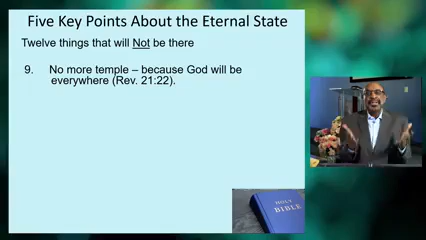 Five Key Points About the Eternal State
Twelve things that will Not be there
9. No more temple – because God will be
everywhere (Rev. 21:22).
HOLY
BIBLE